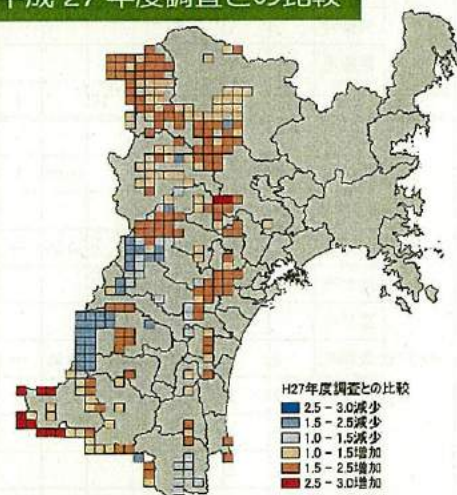 平成27年度調査との比較
H27年度調査との比較
2.5 - 3.0減少
1.5 - 2.5減少
1.0 - 1.5減少
1.0 - 1.5増加
1.5 - 2.5増加
2.5 - 3.0増加